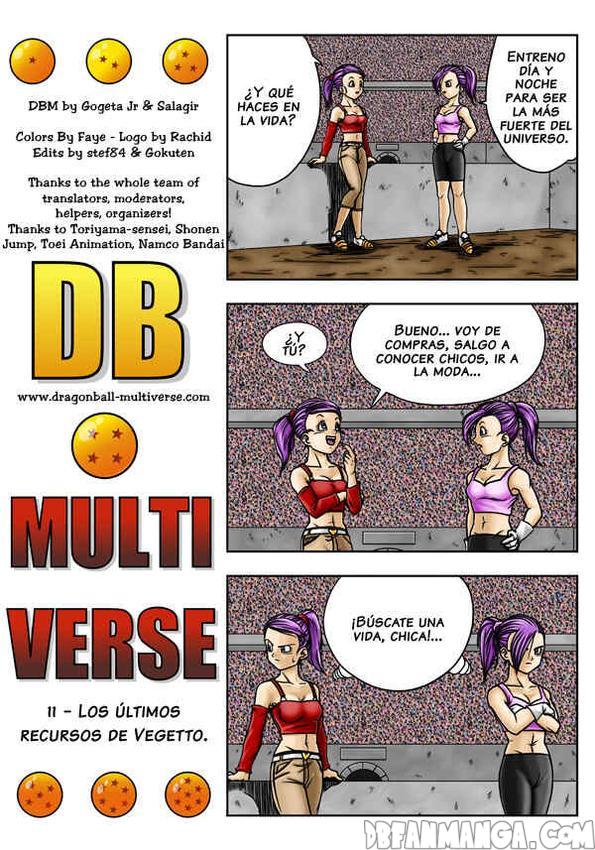 DBM by Gogeta Jr & Salagir
Colors By Faye - Logo by Rachid
Edits by stef84 & Gokuten
Thanks to the whole team of
translators, moderators,
helpers, organizers!
Thanks to Toriyama-sensei, Shonen
Jump, Toei Animation, Namco Bandai
DB
www.dragonball-multiverse.com
MULTI
VERSE
11 - Los últimos
recursos de Vegetto.
¿Y qué
haces en
la vida?
Entreno
día y
noche
para ser
la más
fuerte del
universo.
¿Y
tú?
Bueno... voy de
compras, salgo a
conocer chicos, ir a
la moda...
¡Búscate una
vida, chica!...
DBFANMANGA.COM